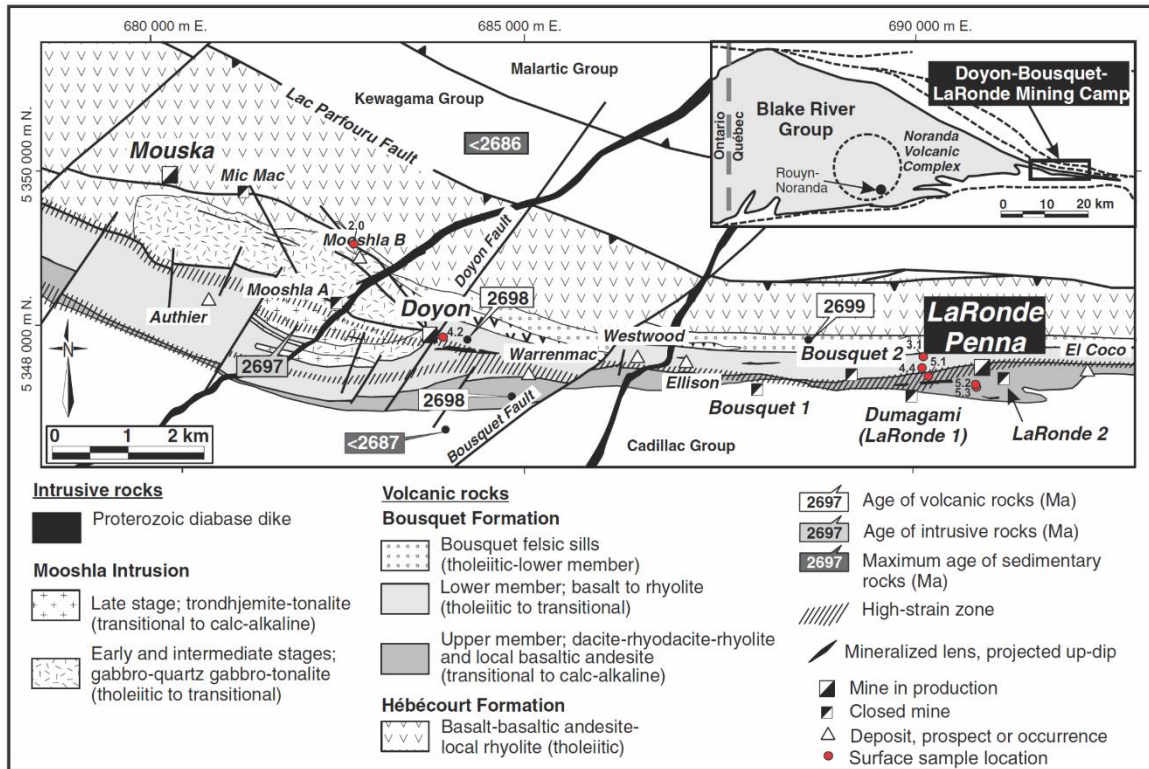 680 000 m E.
685 000 m E.
690 000 m E.
5 350 000 m N.
5 348 000 m N.
Malartic Group
Kewagama Group
Lac Parfouru Fault
<2686
Mouska
Mic Mac
2.0
Mooshla B
Mooshla A
Authier
Doyon Fault
Doyon
4.2
2698
2697
Warrenmac
Westwood
Ellison
2698
<2687
Bousquet Fault
Cadillac Group
2699
Bousquet 2
Bousquet 1
3.1
4.4
5.1
5.2
5.3
LaRonde
Penna
El Coco
Dumagami
(LaRonde 1)
LaRonde 2
N
0 1 2 km
Ontario
Québec
Blake River
Group
Noranda
Volcanic
Complex
Rouyn-
Noranda
Doyon-Bousquet-
LaRonde Mining Camp
0 10 20 km
Intrusive rocks
Proterozoic diabase dike
Mooshla Intrusion
Late stage; trondhjemite-tonalite
(transitional to calc-alkaline)
Early and intermediate stages;
gabbro-quartz gabbro-tonalite
(tholeiitic to transitional)
Volcanic rocks
Bousquet Formation
Bousquet felsic sills
(tholeiitic-lower member)
Lower member; basalt to rhyolite
(tholeiitic to transitional)
Upper member; dacite-rhyodacite-rhyolite
and local basaltic andesite
(transitional to calc-alkaline)
Hébécourt Formation
Basalt-basaltic andesite-
local rhyolite (tholeiitic)
2697 Age of volcanic rocks (Ma)
2697 Age of intrusive rocks (Ma)
2697 Maximum age of sedimentary
rocks (Ma)
High-strain zone
Mineralized lens, projected up-dip
Mine in production
Closed mine
Deposit, prospect or occurrence
Surface sample location